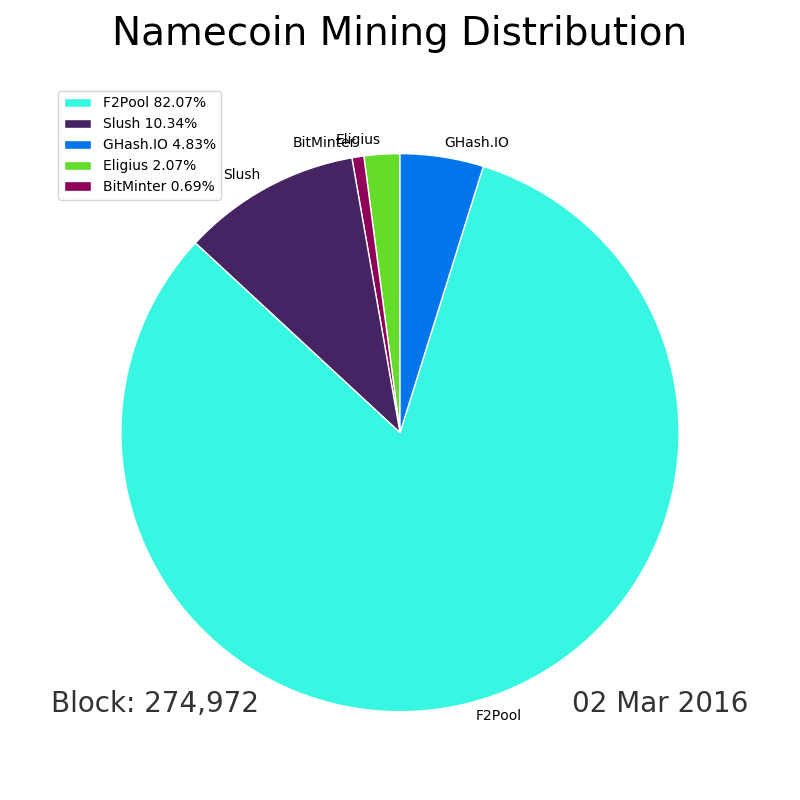 Namecoin Mining Distribution
F2Pool 82.07%
Slush 10.34%
GHash.IO 4.83%
Eligius 2.07%
BitMinter 0.69%
BitMinter
Eligius
GHash.IO
Slush
F2Pool
Block: 274,972
02 Mar 2016